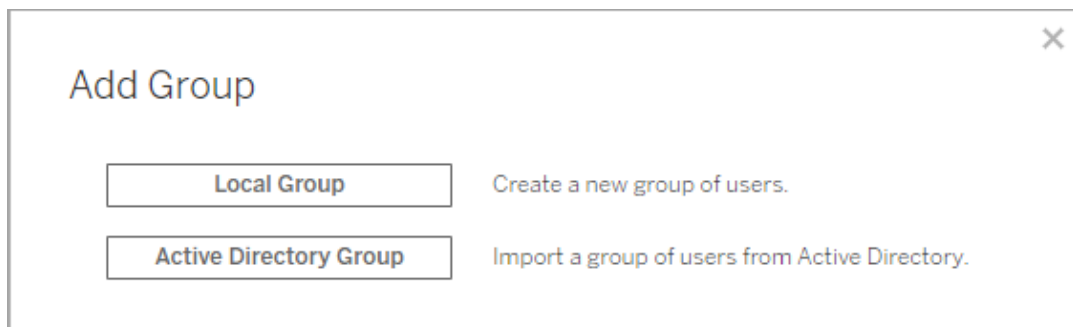 Add Group
Local Group Create a new group of users.
Active Directory Group Import a group of users from Active Directory.